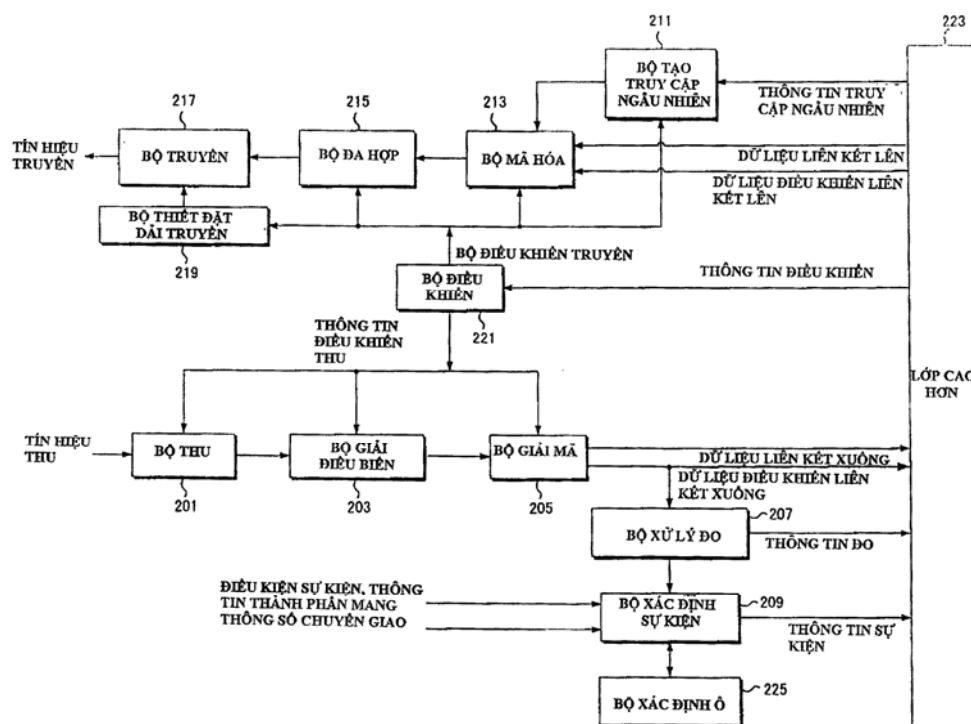 223
211
BỘ TẠO
TRUY CẬP
NGẪU NHIÊN
THÔNG TIN TRUY
CẬP NGẪU NHIÊN
217
215
213
TÍN HIỆU
TRUYỀN
BỘ TRUYỀN
BỘ ĐA HỢP
BỘ MÃ HÓA
DỮ LIỆU LIÊN KẾT LÊN
DỮ LIỆU ĐIỀU KHIỂN LIÊN
KẾT LÊN
BỘ THIẾT ĐẶT
DẢI TRUYỀN
219
BỘ ĐIỀU KHIỂN TRUYỀN
BỘ ĐIỀU
KHIỂN
221
THÔNG TIN ĐIỀU KHIỂN
THÔNG TIN
ĐIỀU KHIỂN
THU
LỚP CAO
HƠN
TÍN HIỆU
THU
BỘ THU
201
BỘ GIẢI
ĐIỀU BIẾN
203
BỘ GIẢI MÃ
205
DỮ LIỆU LIÊN KẾT XUỐNG
DỮ LIỆU ĐIỀU KHIỂN LIÊN
KẾT XUỐNG
207
BỘ XỬ LÝ ĐO
THÔNG TIN ĐO
ĐIỀU KIỆN SỰ KIỆN, THÔNG
TIN THÀNH PHẦN MANG
THÔNG SỐ CHUYỂN GIAO
BỘ XÁC ĐỊNH
SỰ KIỆN
209
THÔNG TIN SỰ
KIỆN
BỘ XÁC ĐỊNH Ô
225